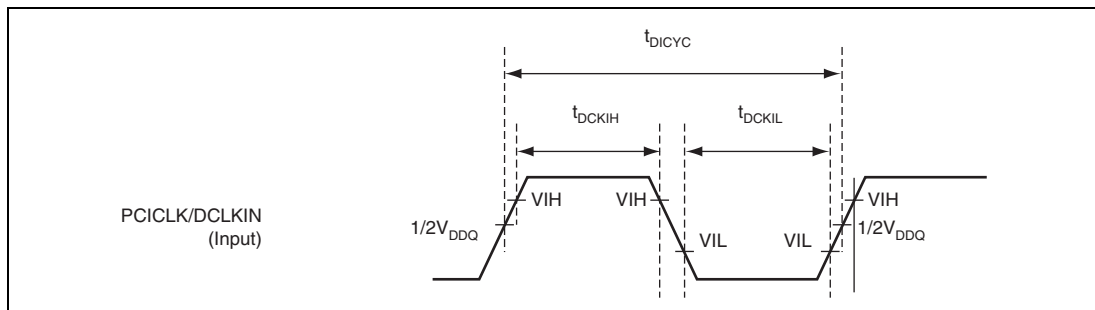 tDICYC
tDCKIH
tDCKIL
PCICLK/DCLKIN
(Input)
1/2VDDQ
VIH
VIH
VIL
VIL
VIH
1/2VDDQ